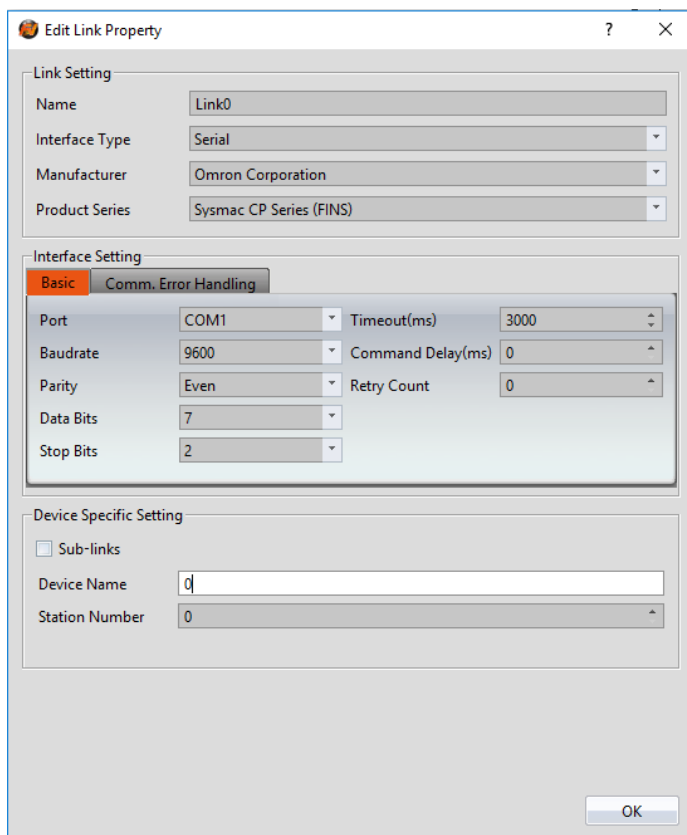 Edit Link Property
Link Setting
Name Link0
Interface Type Serial
Manufacturer Omron Corporation
Product Series Sysmac CP Series (FINS)
Interface Setting
Basic Comm. Error Handling
Port COM1 Timeout(ms) 3000
Baudrate 9600 Command Delay(ms) 0
Parity Even Retry Count 0
Data Bits 7
Stop Bits 2
Device Specific Setting
Sub-links
Device Name 0
Station Number 0
OK